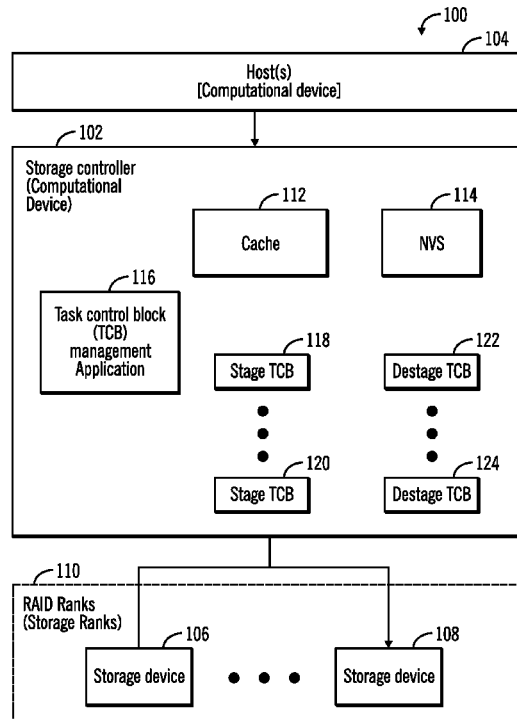 100
104
Host(s)
[Computational device]
102
Storage controller
(Computational
Device)
112
Cache
114
NVS
116
Task control block
(TCB)
management
Application
118
Stage TCB
122
Destage TCB
120
Stage TCB
124
Destage TCB
110
RAID Ranks
(Storage Ranks)
106
Storage device
108
Storage device